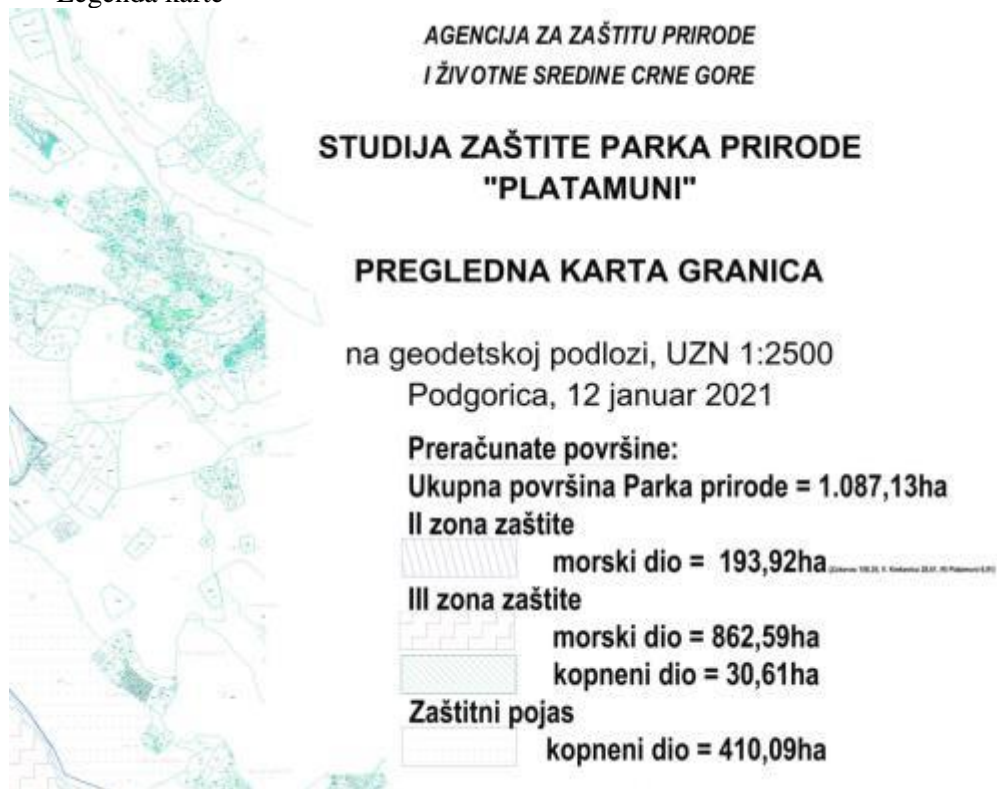 Legenda karte
AGENCIJA ZA ZAŠTITU PRIRODE
I ŽIVOTNE SREDINE CRNE GORE
STUDIJA ZAŠTITE PARKA PRIRODE
"PLATAMUNI"
PREGLEDNA KARTA GRANICA
na geodetskoj podlozi, UZN 1:2500
Podgorica, 12 januar 2021
Preračunate površine:
Ukupna površina Parka prirode = 1.087,13ha
II zona zaštite
morski dio = 193,92ha
III zona zaštite
morski dio = 862,59ha
kopneni dio = 30,61ha
Zaštitni pojas
kopneni dio = 410,09ha